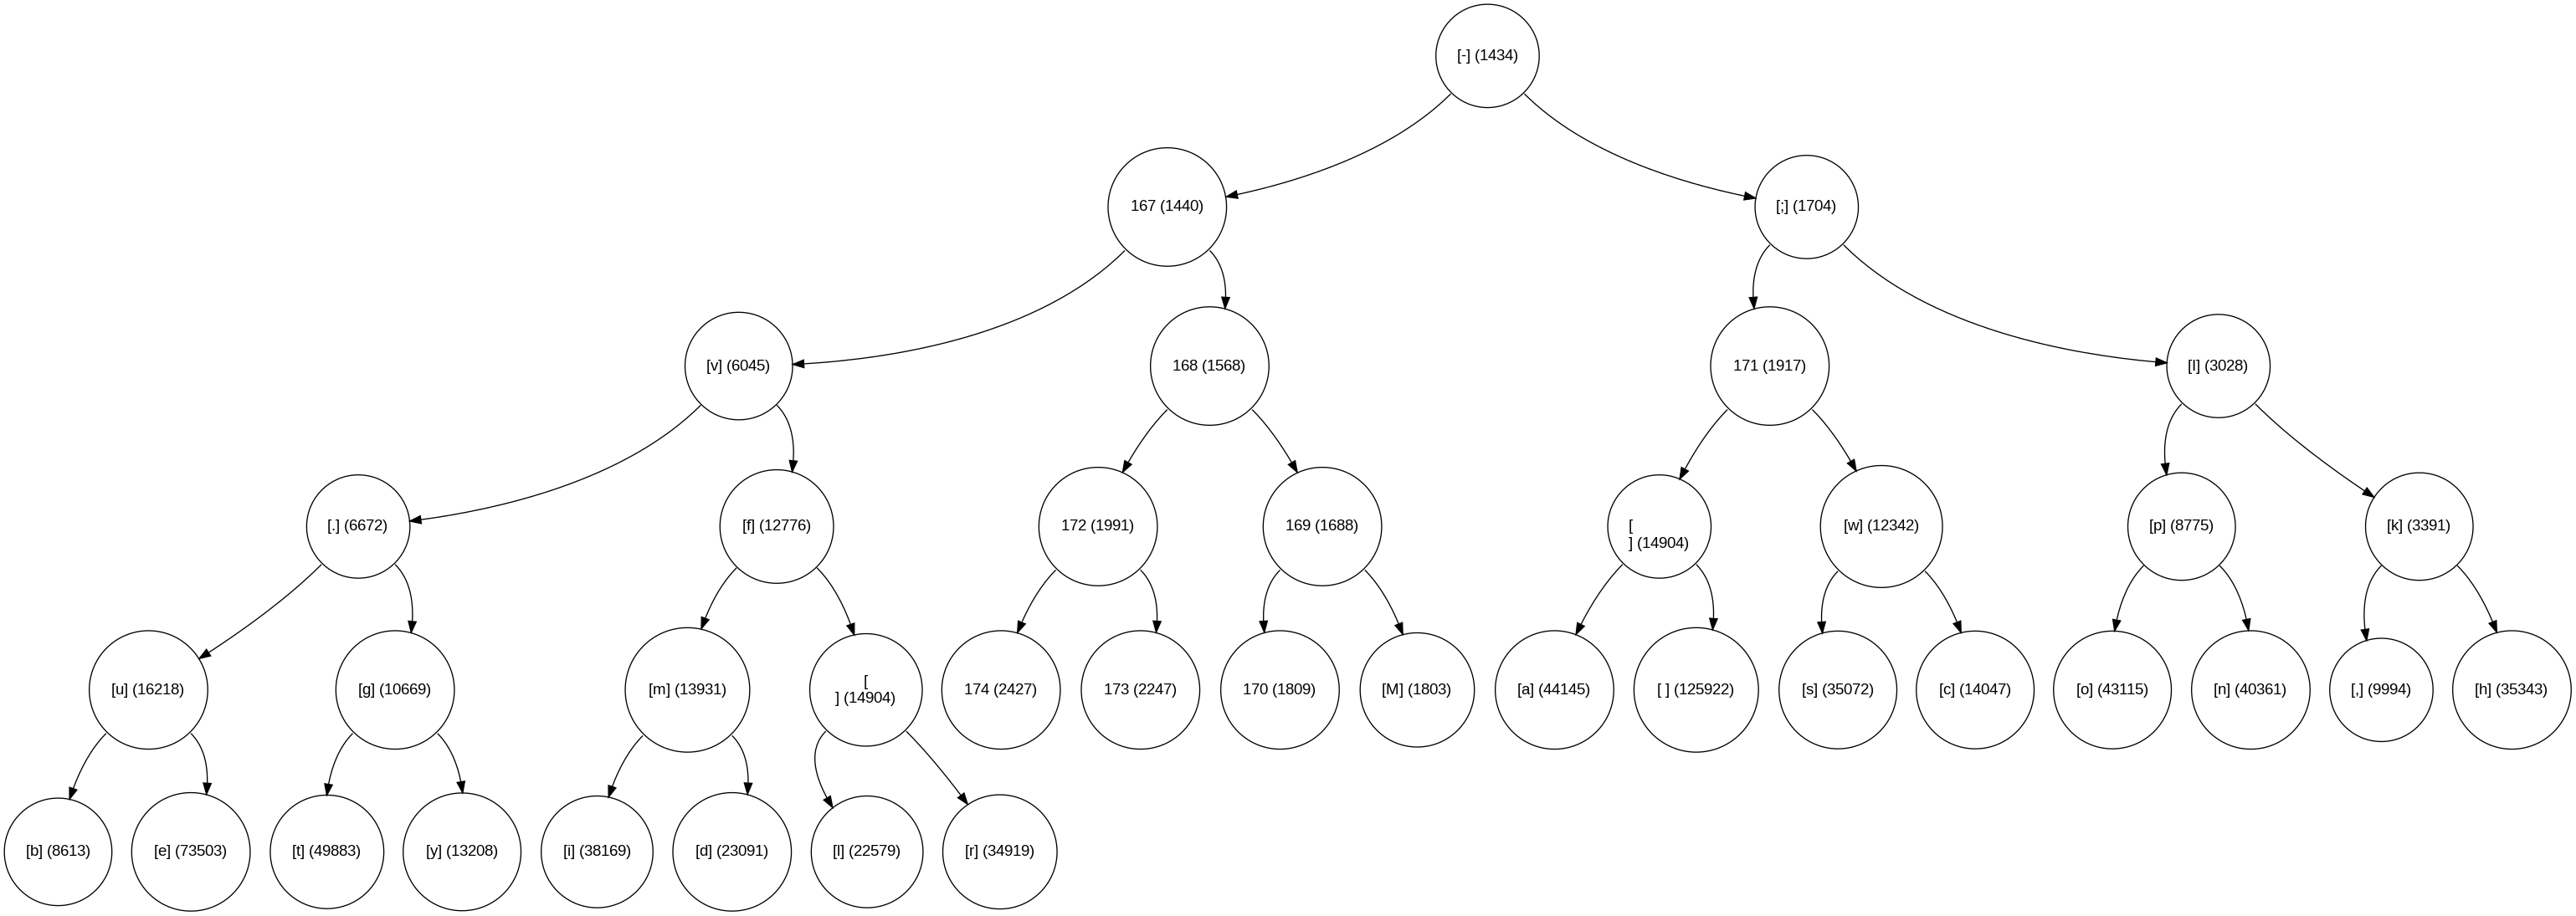 [-] (1434)
167 (1440)
[;] (1704)
[v] (6045)
168 (1568)
171 (1917)
[I] (3028)
[.] (6672)
[f] (12776)
172 (1991)
169 (1688)
[
] (14904)
[w] (12342)
[p] (8775)
[k] (3391)
[u] (16218)
[g] (10669)
[m] (13931)
[
] (14904)
174 (2427)
173 (2247)
170 (1809)
[M] (1803)
[a] (44145)
[ ] (125922)
[s] (35072)
[c] (14047)
[o] (43115)
[n] (40361)
[,] (9994)
[h] (35343)
[b] (8613)
[e] (73503)
[t] (49883)
[y] (13208)
[i] (38169)
[d] (23091)
[l] (22579)
[r] (34919)